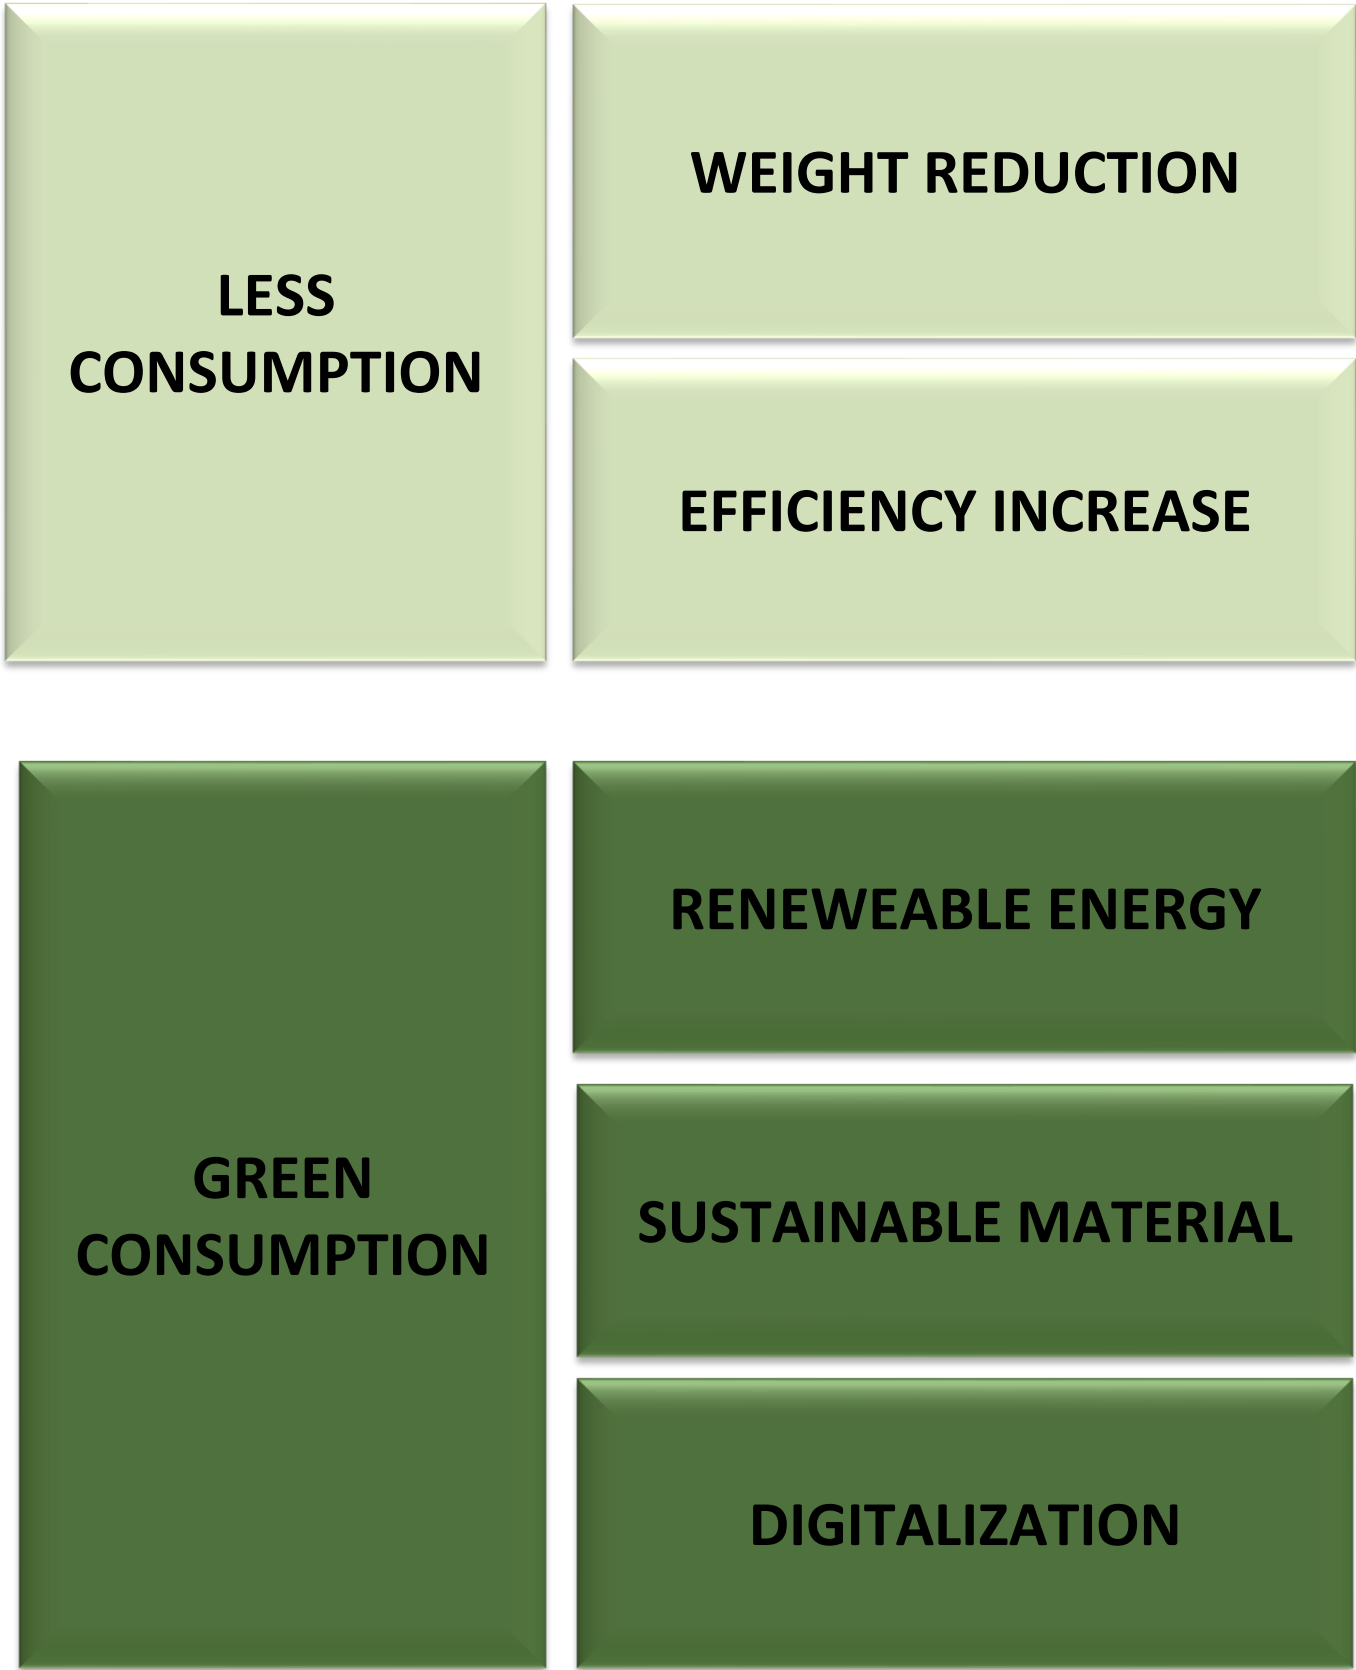 LESS
CONSUMPTION
WEIGHT REDUCTION
EFFICIENCY INCREASE
GREEN
CONSUMPTION
RENEWEABLE ENERGY
SUSTAINABLE MATERIAL
DIGITALIZATION